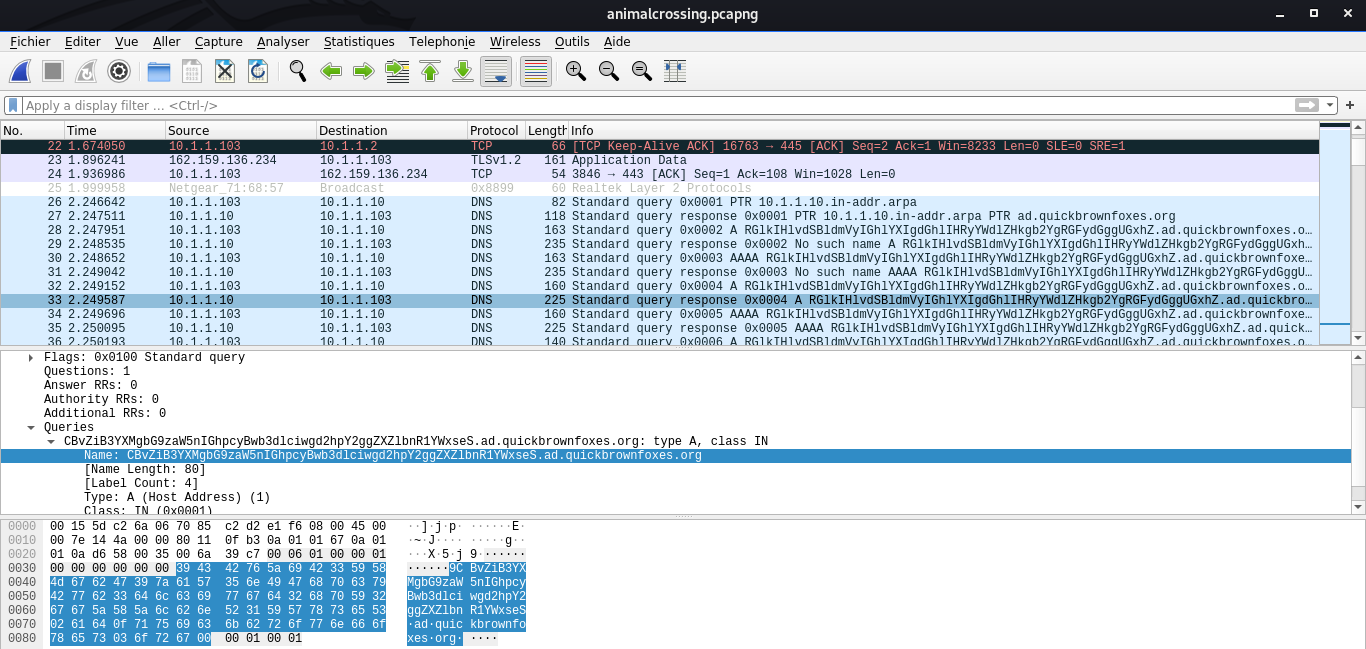 animalcrossing.pcapng
Fichier Editer Vue Aller Capture Analyser Statistiques Telephonie Wireless Outils Aide
Apply a display filter ... <Ctrl-/>
No. Time Source Destination Protocol Length Info
22 1.674050 10.1.1.103 10.1.1.2 TCP 66 [TCP Keep-Alive ACK] 16763 → 445 [ACK] Seq=2 Ack=1 Win=8233 Len=0 SLE=0 SRE=1
23 1.896241 162.159.136.234 10.1.1.103 TLSv1.2 161 Application Data
24 1.936986 10.1.1.103 162.159.136.234 TCP 54 3846 → 443 [ACK] Seq=1 Ack=108 Win=1028 Len=0
25 1.999958 Netgear_71:68:57 Broadcast 0x8899 60 Realtek Layer 2 Protocols
26 2.246642 10.1.1.103 10.1.1.10 DNS 82 Standard query 0x0001 PTR 10.1.1.10.in-addr.arpa
27 2.247511 10.1.1.10 10.1.1.103 DNS 118 Standard query response 0x0001 PTR 10.1.1.10.in-addr.arpa PTR ad.quickbrownfoxes.org
28 2.247951 10.1.1.103 10.1.1.10 DNS 163 Standard query 0x0002 A RGlkIHlvdSBldmVyIGhlYXIgdGhlIHRyYWdlZHkgb2YgRGFydGggUGxhZ.ad.quickbrownfoxes.o…
29 2.248535 10.1.1.10 10.1.1.103 DNS 235 Standard query response 0x0002 No such name A RGlkIHlvdSBldmVyIGhlYXIgdGhlIHRyYWdlZHkgb2YgRGFydGggUGxh…
30 2.248652 10.1.1.103 10.1.1.10 DNS 163 Standard query 0x0003 AAAA RGlkIHlvdSBldmVyIGhlYXIgdGhlIHRyYWdlZHkgb2YgRGFydGggUGxhZ.ad.quickbrownfoxe…
31 2.249042 10.1.1.10 10.1.1.103 DNS 235 Standard query response 0x0003 No such name AAAA RGlkIHlvdSBldmVyIGhlYXIgdGhlIHRyYWdlZHkgb2YgRGFydGggU…
32 2.249152 10.1.1.103 10.1.1.10 DNS 160 Standard query 0x0004 A RGlkIHlvdSBldmVyIGhlYXIgdGhlIHRyYWdlZHkgb2YgRGFydGggUGxhZ.ad.quickbrownfoxes.o…
33 2.249587 10.1.1.10 10.1.1.103 DNS 225 Standard query response 0x0004 A RGlkIHlvdSBldmVyIGhlYXIgdGhlIHRyYWdlZHkgb2YgRGFydGggUGxhZ.ad.quickbro…
34 2.249696 10.1.1.103 10.1.1.10 DNS 160 Standard query 0x0005 AAAA RGlkIHlvdSBldmVyIGhlYXIgdGhlIHRyYWdlZHkgb2YgRGFydGggUGxhZ.ad.quickbrownfoxe…
35 2.250095 10.1.1.10 10.1.1.103 DNS 225 Standard query response 0x0005 AAAA RGlkIHlvdSBldmVyIGhlYXIgdGhlIHRyYWdlZHkgb2YgRGFydGggUGxhZ.ad.quick…
36 2.250193 10.1.1.103 10.1.1.10 DNS 140 Standard query 0x0006 A RGlkIHlvdSBldmVyIGhlYXIgdGhlIHRyYWdlZHkgb2YgRGFydGggUGxhZ.ad.quickbrownfoxes.o…
Flags: 0x0100 Standard query
Questions: 1
Answer RRs: 0
Authority RRs: 0
Additional RRs: 0
Queries
CBvZiB3YXMgbG9zaW5nIGhpcyBwb3dlciwgd2hpY2ggZXZlbnR1YWxseS.ad.quickbrownfoxes.org: type A, class IN
Name: CBvZiB3YXMgbG9zaW5nIGhpcyBwb3dlciwgd2hpY2ggZXZlbnR1YWxseS.ad.quickbrownfoxes.org
[Name Length: 80]
[Label Count: 4]
Type: A (Host Address) (1)
Class: IN (0x0001)
0000 00 15 5d c2 6a 06 70 85 c2 d2 e1 f6 08 00 45 00 ··]·j·p· ······E·
0010 00 7e 14 4a 00 00 80 11 0f b3 0a 01 01 67 0a 01 ·~·J···· ·····g··
0020 01 0a d6 58 00 35 00 6a 39 c7 00 06 01 00 00 01 ···X·5·j 9·······
0030 00 00 00 00 00 00 39 43 42 76 5a 69 42 33 59 58 ······9C BvZiB3YX
0040 4d 67 62 47 39 7a 61 57 35 6e 49 47 68 70 63 79 MgbG9zaW 5nIGhpcy
0050 42 77 62 33 64 6c 63 69 77 67 64 32 68 70 59 32 Bwb3dlci wgd2hpY2
0060 67 67 5a 58 5a 6c 62 6e 52 31 59 57 78 73 65 53 ggZXZlbn R1YWxseS
0070 02 61 64 0f 71 75 69 63 6b 62 72 6f 77 6e 66 6f ·ad·quic kbrownfo
0080 78 65 73 03 6f 72 67 00 00 01 00 01 xes·org· ····